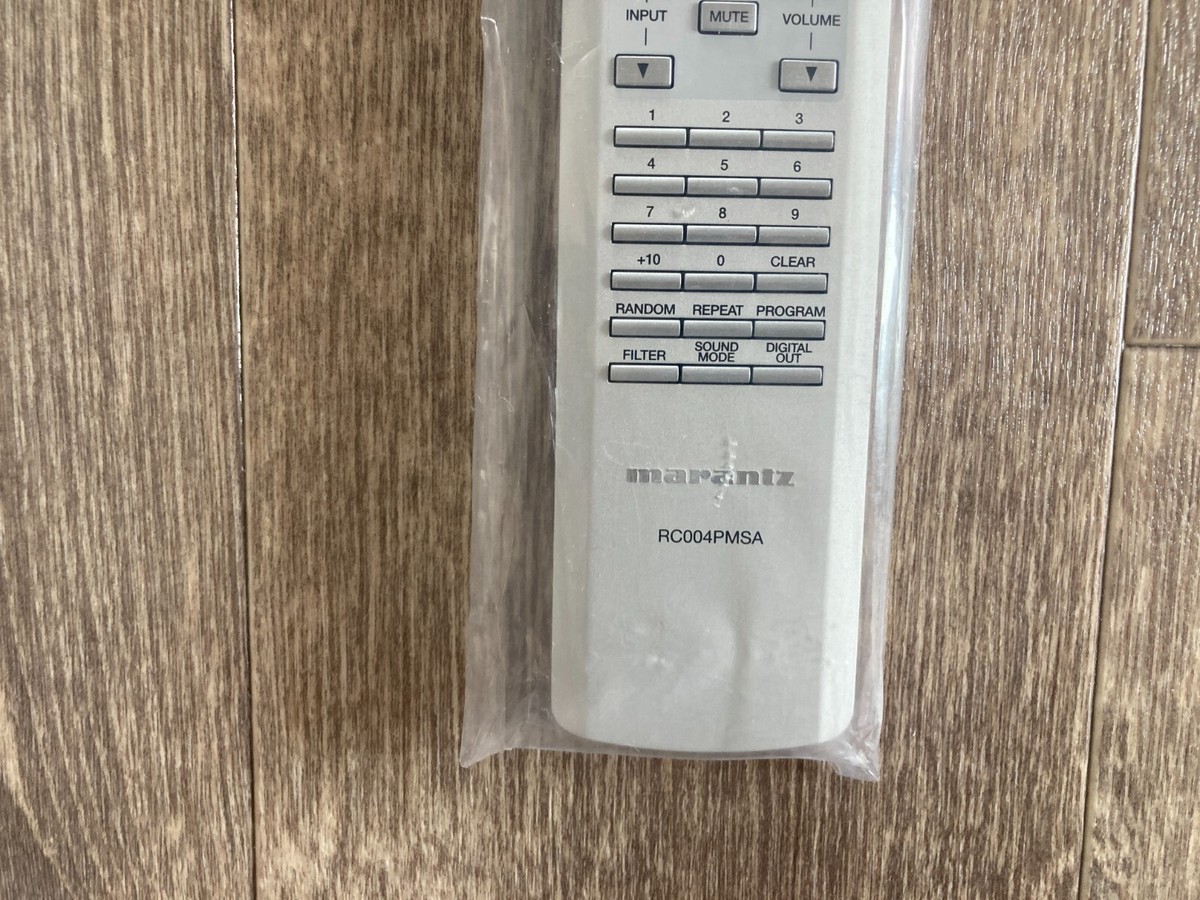 INPUT MUTE VOLUME
1 2 3
4 5 6
7 8 9
+10 0 CLEAR
RANDOM REPEAT PROGRAM
FILTER SOUND MODE DIGITAL OUT
marantz
RC004PMSA